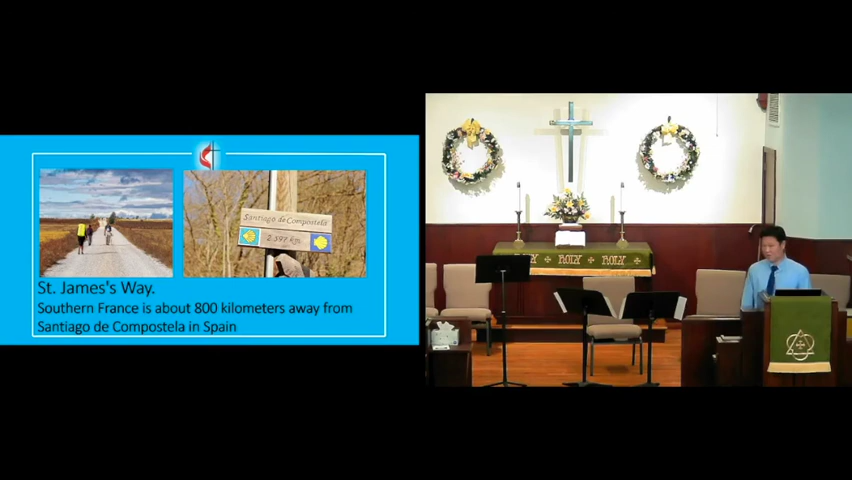 Santiago de Compostela
2.597 km
St. James's Way.
Southern France is about 800 kilometers away from
Santiago de Compostela in Spain
HOLY HOLY HOLY